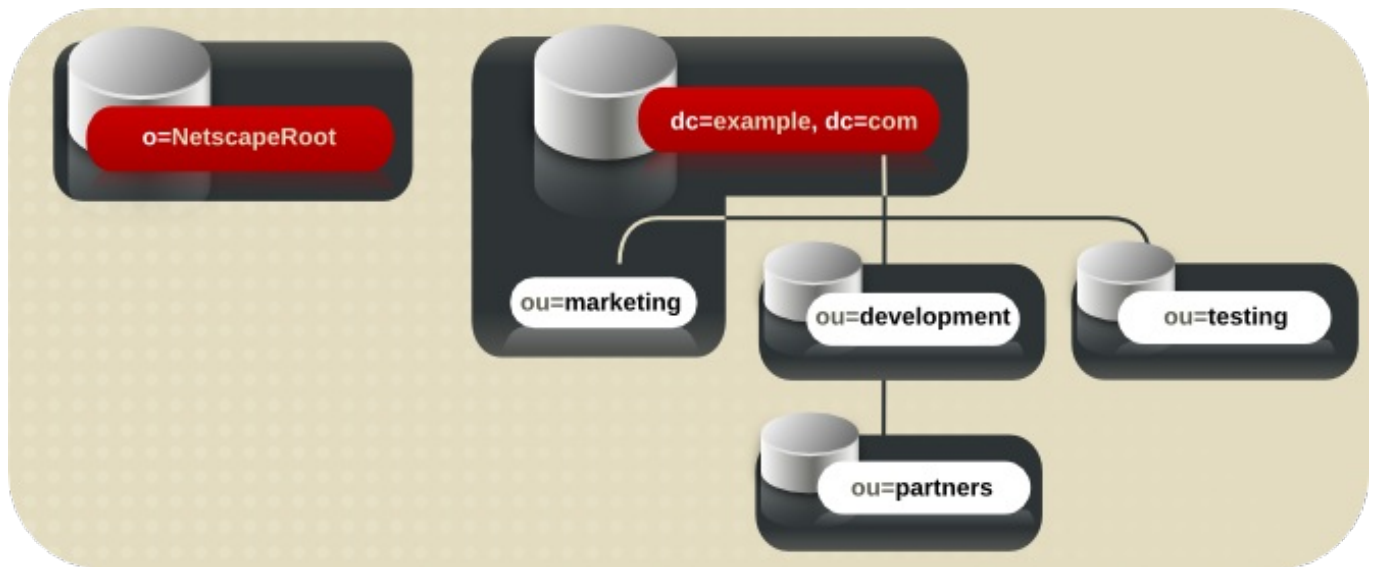 o=NetscapeRoot
dc=example, dc=com
ou=marketing
ou=development
ou=testing
ou=partners